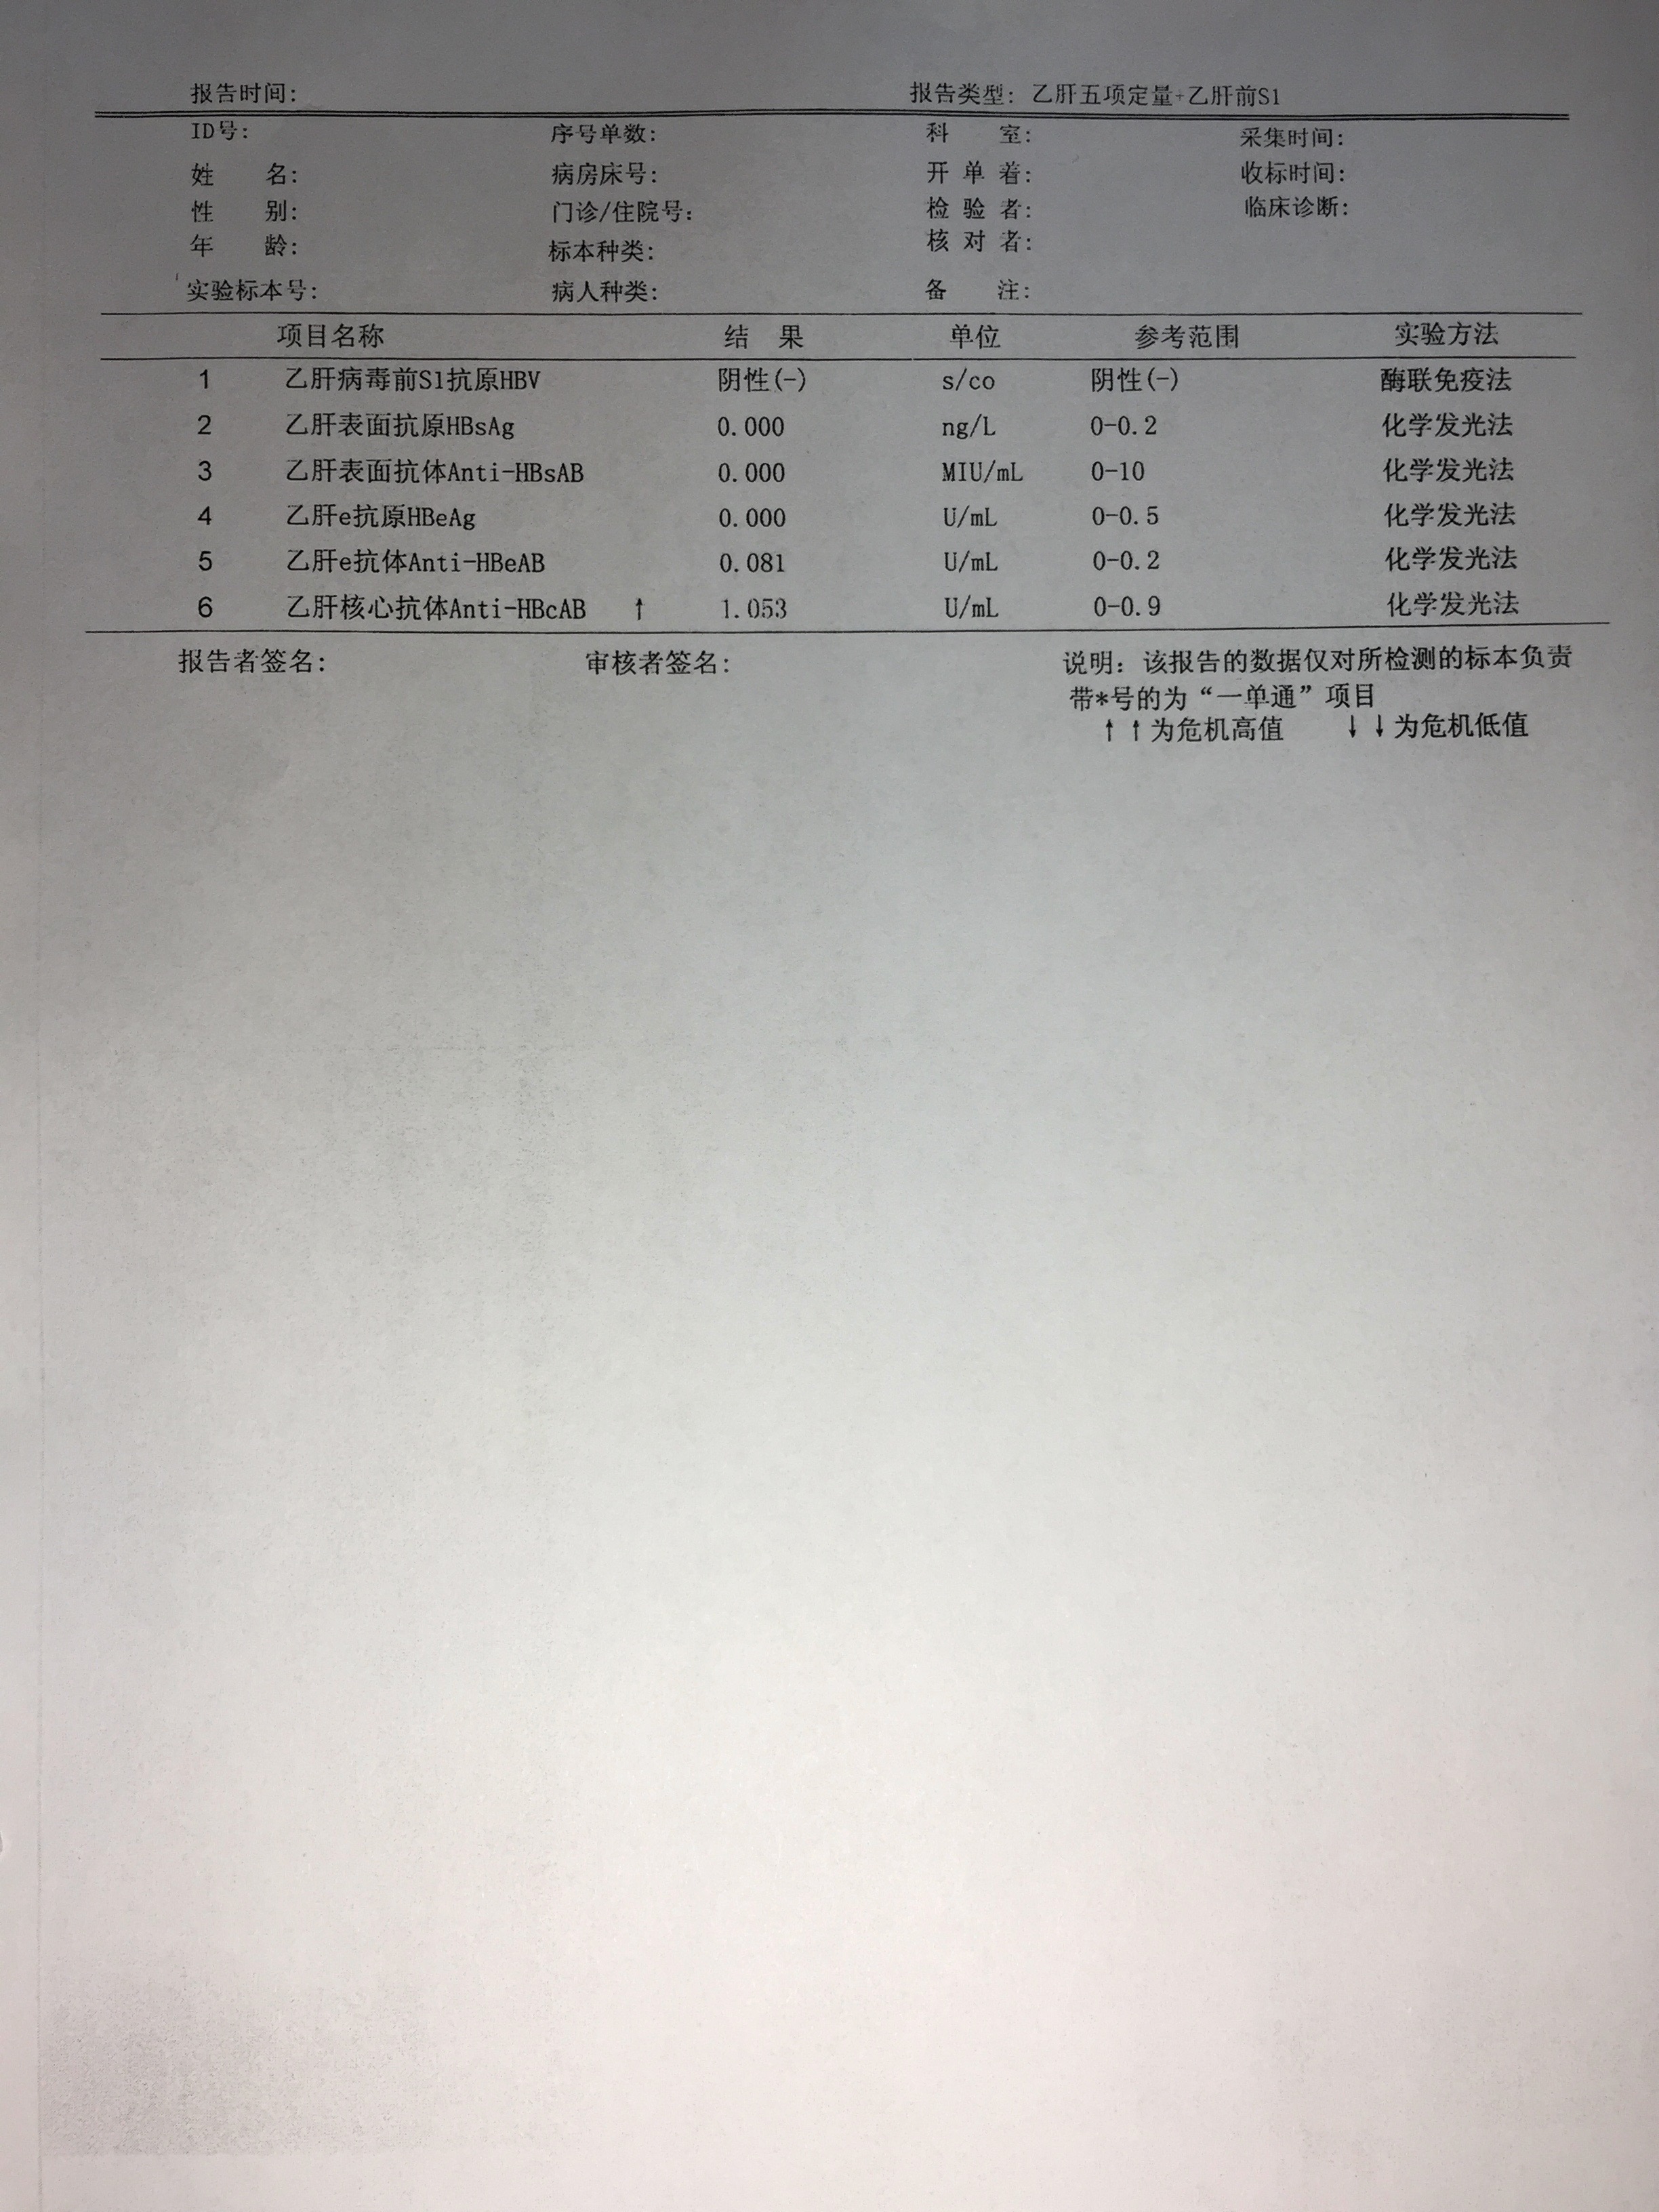 报告时间: 报告类型: 乙肝五项定量+乙肝前S1
ID号: 序号单数: 科 室: 采集时间:
姓 名: 病房床号: 开 单 着: 收标时间:
性 别: 门诊/住院号: 检 验 者: 临床诊断:
年 龄: 标本种类: 核 对 者:
实验标本号: 病人种类: 备 注:
项目名称 结 果 单位 参考范围 实验方法
1 乙肝病毒前S1抗原HBV 阴性(-) s/co 阴性(-) 酶联免疫法
2 乙肝表面抗原HBsAg 0.000 ng/L 0-0.2 化学发光法
3 乙肝表面抗体Anti-HBsAB 0.000 MIU/mL 0-10 化学发光法
4 乙肝e抗原HBeAg 0.000 U/mL 0-0.5 化学发光法
5 乙肝e抗体Anti-HBeAB 0.081 U/mL 0-0.2 化学发光法
6 乙肝核心抗体Anti-HBcAB ↑ 1.053 U/mL 0-0.9 化学发光法
报告者签名: 审核者签名: 说明: 该报告的数据仅对所检测的标本负责
带*号的为“一单通”项目
↑↑为危机高值 ↓↓为危机低值